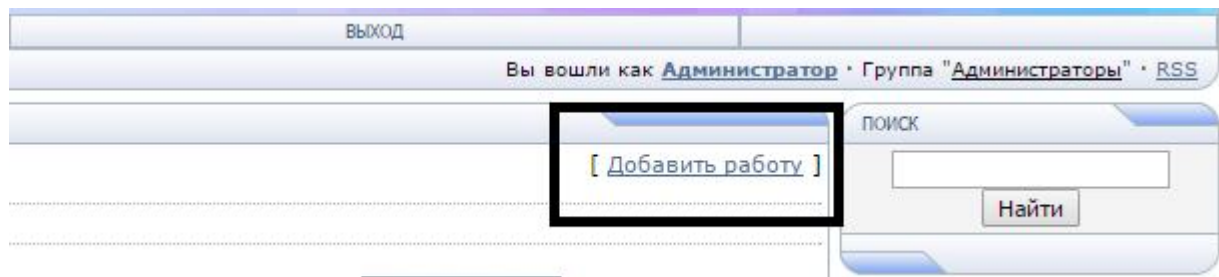 ВЫХОД
Вы вошли как Администратор · Группа "Администраторы" · RSS
ПОИСК
[ Добавить работу ]
Найти